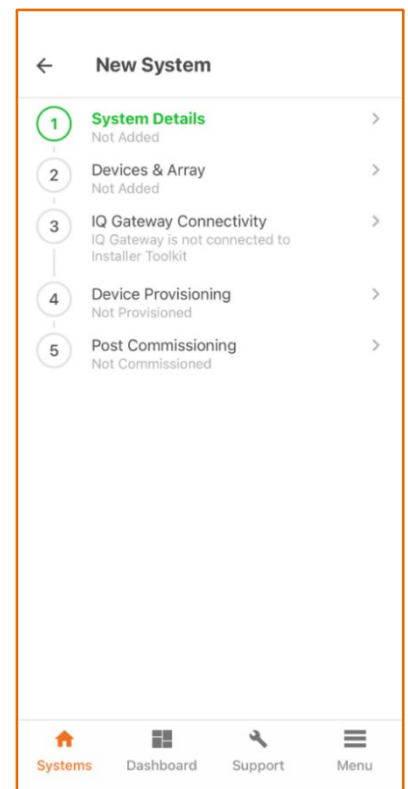 New System
1
System Details
Not Added
2
Devices & Array
Not Added
3
IQ Gateway Connectivity
IQ Gateway is not connected to
Installer Toolkit
4
Device Provisioning
Not Provisioned
5
Post Commissioning
Not Commissioned
Systems Dashboard Support Menu